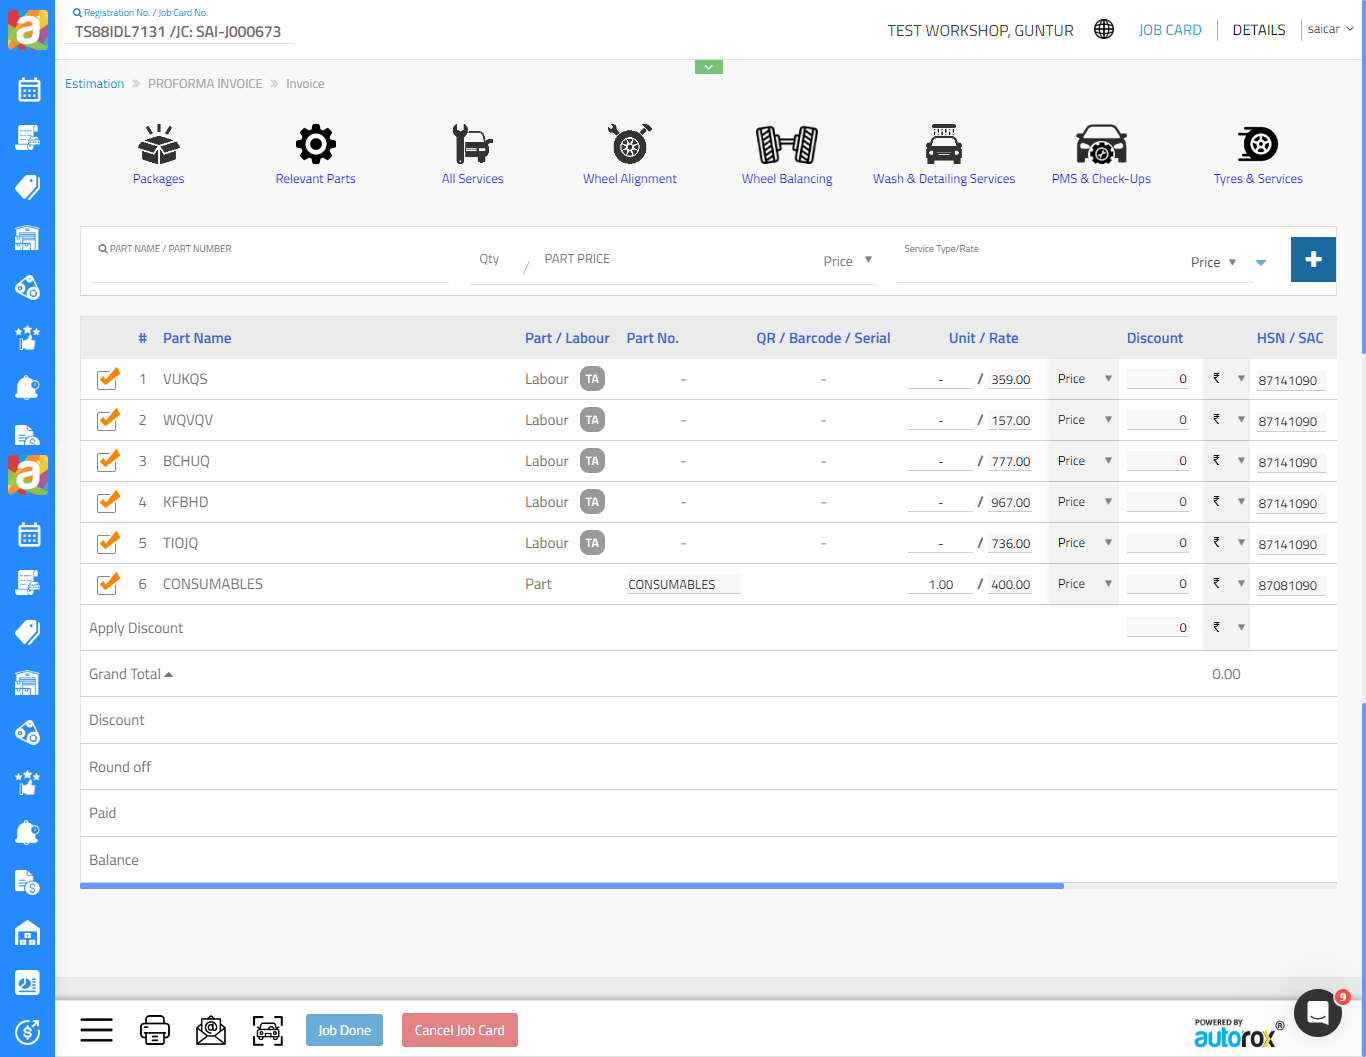 Registration No. / Job Card No.
TS88IDL7131 /JC: SAI-J000673
TEST WORKSHOP, GUNTUR
JOB CARD
DETAILS
saicar
Estimation » PROFORMA INVOICE » Invoice
Packages
Relevant Parts
All Services
Wheel Alignment
Wheel Balancing
Wash & Detailing Services
PMS & Check-Ups
Tyres & Services
PART NAME / PART NUMBER
Qty / PART PRICE Price ▼
Service Type/Rate
Price ▼
+
# Part Name Part / Labour Part No. QR / Barcode / Serial Unit / Rate Discount HSN / SAC
1 VUKQS Labour TA - - - / 359.00 Price ▼ 0 ₹ ▼ 87141090
2 WQVQV Labour TA - - - / 157.00 Price ▼ 0 ₹ ▼ 87141090
3 BCHUQ Labour TA - - - / 777.00 Price ▼ 0 ₹ ▼ 87141090
4 KFBHD Labour TA - - - / 967.00 Price ▼ 0 ₹ ▼ 87141090
5 TIOJQ Labour TA - - - / 736.00 Price ▼ 0 ₹ ▼ 87141090
6 CONSUMABLES Part CONSUMABLES 1.00 / 400.00 Price ▼ 0 ₹ ▼ 87081090
Apply Discount 0 ₹ ▼
Grand Total 0.00
Discount
Round off
Paid
Balance
Job Done
Cancel Job Card
POWERED BY
autorox®
9
a
a